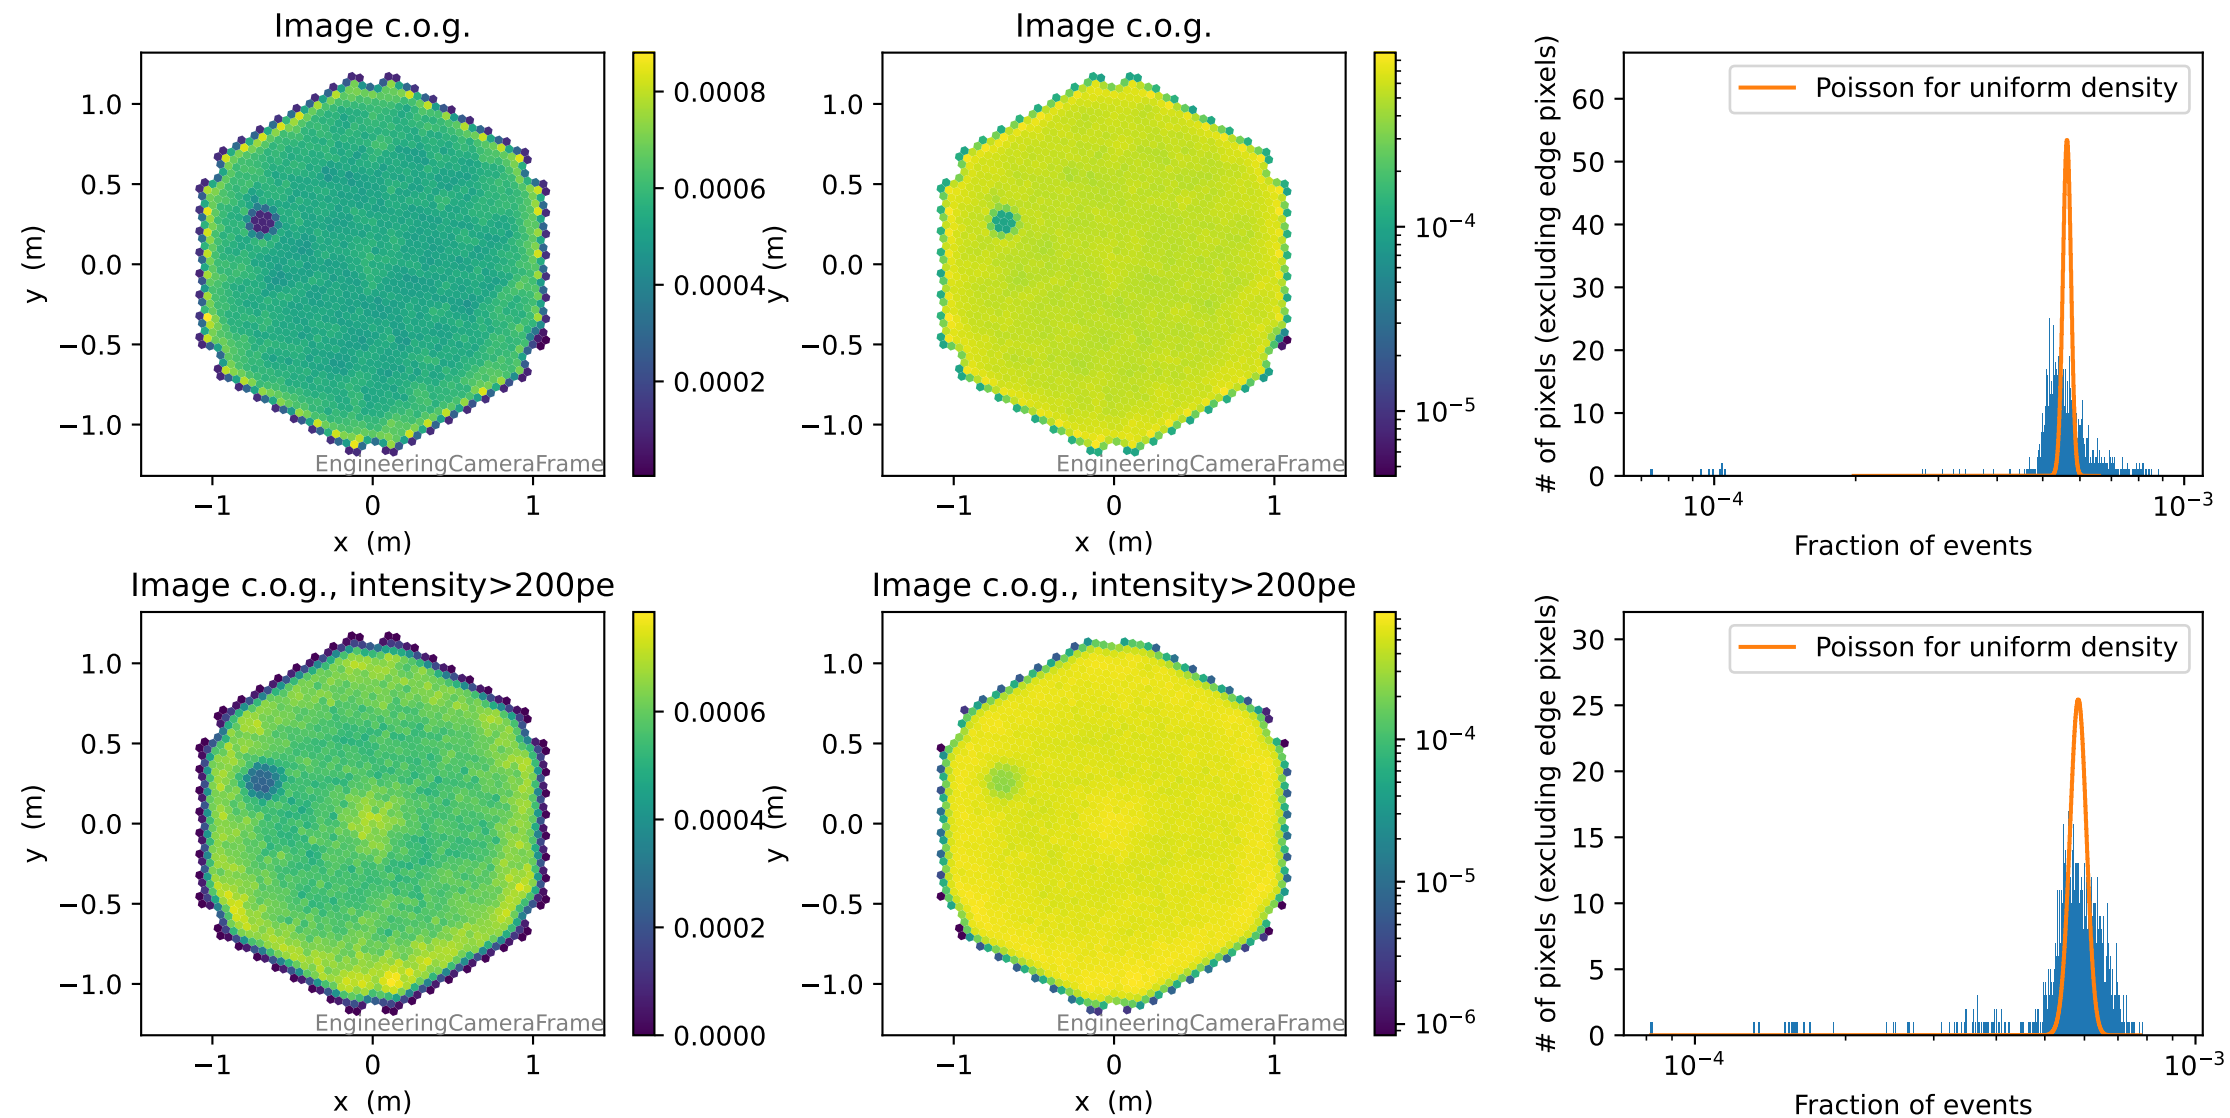 Image c.o.g.
1.0
0.5
0.0
−0.5
−1.0
y (m)
−1
0
1
x (m)
EngineeringCameraFrame
0.0008
0.0006
0.0004
0.0002
Image c.o.g.
1.0
0.5
0.0
−0.5
−1.0
y (m)
−1
0
1
x (m)
EngineeringCameraFrame
10⁻⁴
10⁻⁵
# of pixels (excluding edge pixels)
60
50
40
30
20
10
0
Poisson for uniform density
10⁻⁴
10⁻³
Fraction of events
Image c.o.g., intensity>200pe
1.0
0.5
0.0
−0.5
−1.0
y (m)
−1
0
1
x (m)
EngineeringCameraFrame
0.0006
0.0004
0.0002
0.0000
Image c.o.g., intensity>200pe
1.0
0.5
0.0
−0.5
−1.0
y (m)
−1
0
1
x (m)
EngineeringCameraFrame
10⁻⁴
10⁻⁵
10⁻⁶
# of pixels (excluding edge pixels)
30
25
20
15
10
5
0
Poisson for uniform density
10⁻⁴
10⁻³
Fraction of events